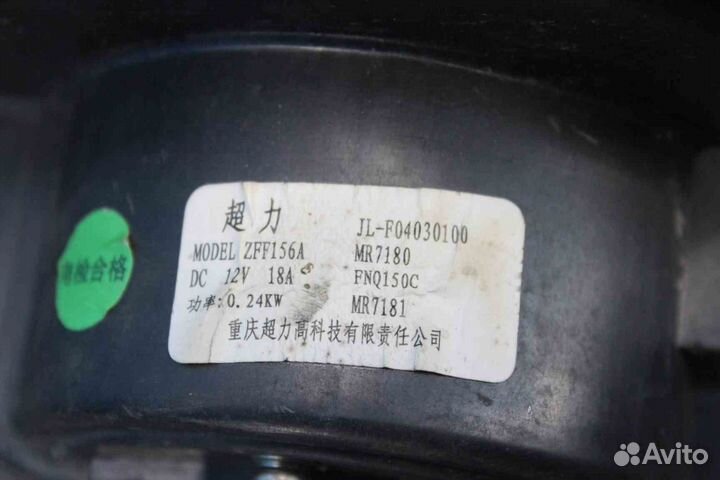 超力 JL-F04030100
MODEL ZFF156A MR7180
DC 12V 18A FNQ150C
功率:0.24KW MR7181
重庆超力高科技有限责任公司
检合格
Avito